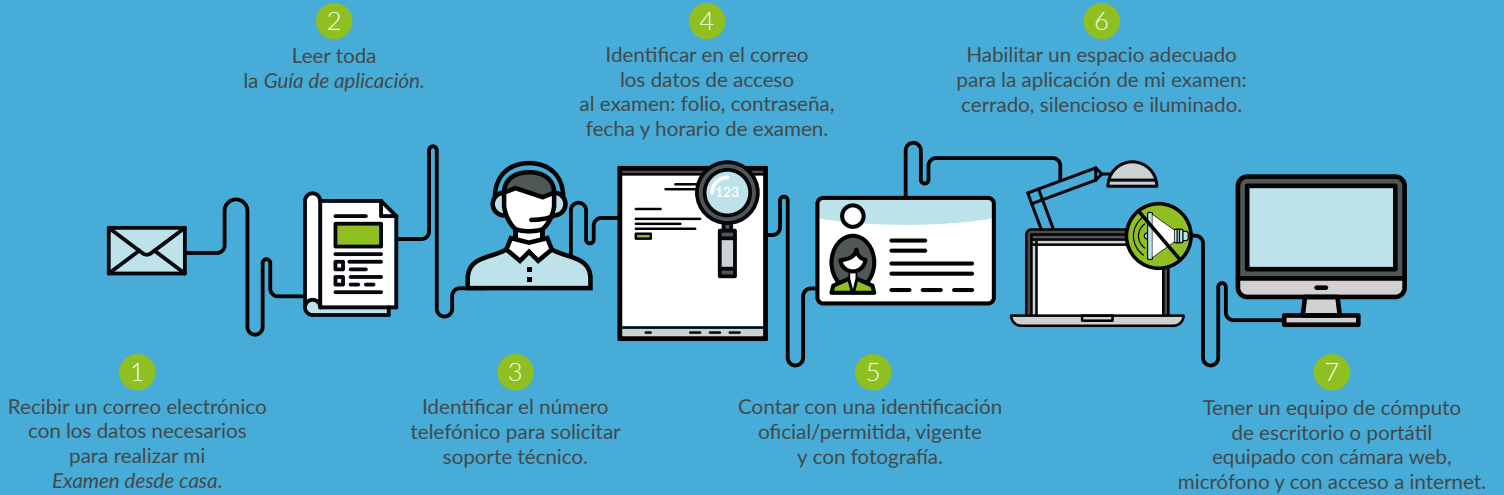 1
Recibir un correo electrónico
con los datos necesarios
para realizar mi
Examen desde casa.
2
Leer toda
la Guía de aplicación.
3
Identificar el número
telefónico para solicitar
soporte técnico.
4
Identificar en el correo
los datos de acceso
al examen: folio, contraseña,
fecha y horario de examen.
123
5
Contar con una identificación
oficial/permitida, vigente
y con fotografía.
6
Habilitar un espacio adecuado
para la aplicación de mi examen:
cerrado, silencioso e iluminado.
7
Tener un equipo de cómputo
de escritorio o portátil
equipado con cámara web,
micrófono y con acceso a internet.